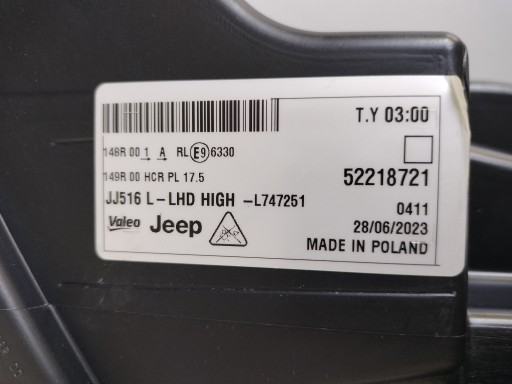 T.Y 03:00
148R 00 1 A RL E9 6330
149R 00 HCR PL 17.5
52218721
JJ516 L-LHD HIGH -L747251
0411
Valeo Jeep
28/06/2023
MADE IN POLAND